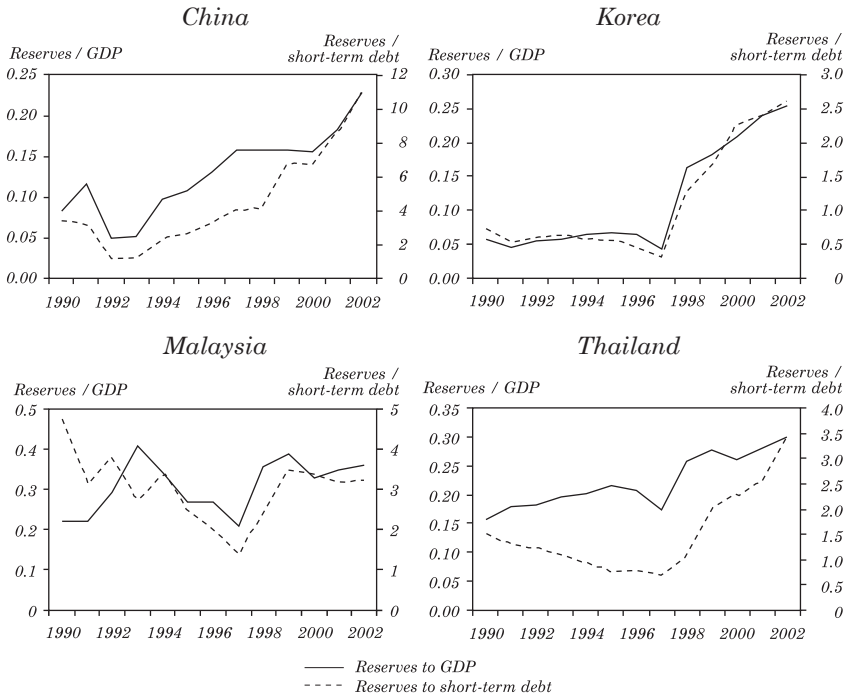 China
Reserves / GDP
Reserves /
short-term debt
0.25
0.20
0.15
0.10
0.05
0.00
12
10
8
6
4
2
0
1990 1992 1994 1996 1998 2000 2002
Korea
Reserves / GDP
Reserves /
short-term debt
0.30
0.25
0.20
0.15
0.10
0.05
0.00
3.0
2.5
2.0
1.5
1.0
0.5
0
1990 1992 1994 1996 1998 2000 2002
Malaysia
Reserves / GDP
Reserves /
short-term debt
0.5
0.4
0.3
0.2
0.1
0
5
4
3
2
1
0
1990 1992 1994 1996 1998 2000 2002
Thailand
Reserves / GDP
Reserves /
short-term debt
0.35
0.30
0.25
0.20
0.15
0.10
0.05
0.00
4.0
3.5
3.0
2.5
2.0
1.5
1.0
0.5
0
1990 1992 1994 1996 1998 2000 2002
Reserves to GDP
Reserves to short-term debt